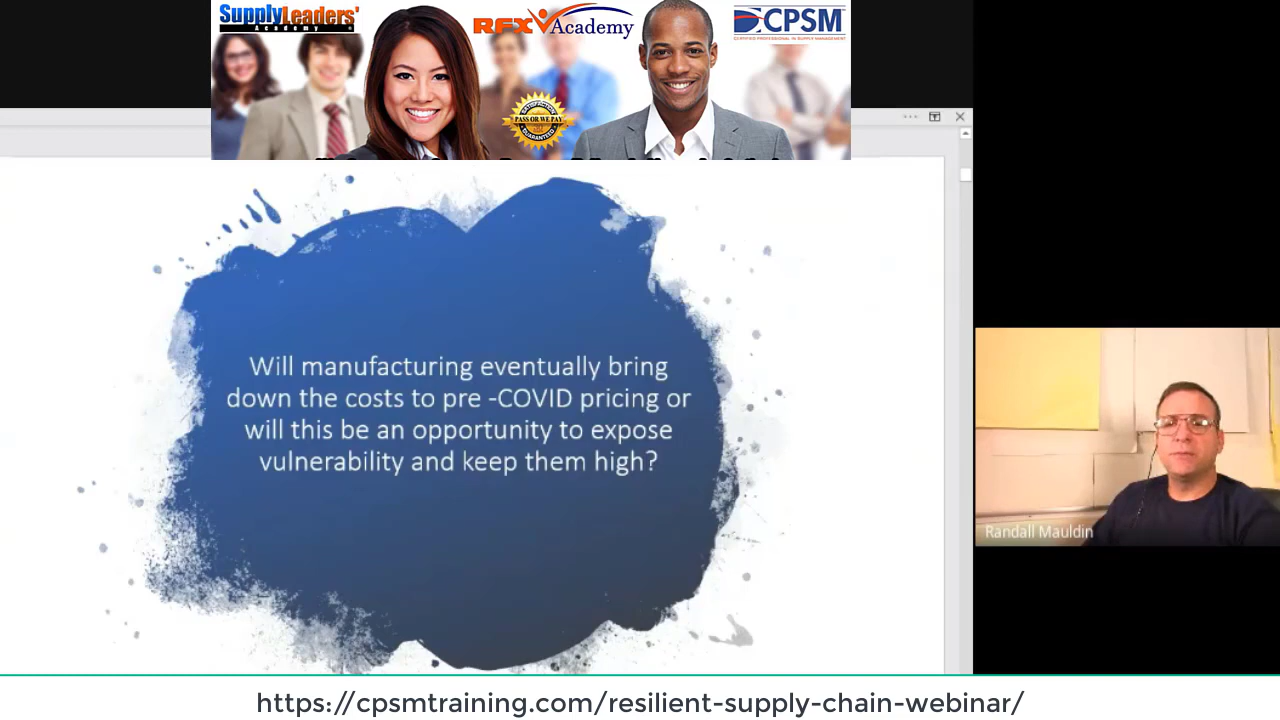 SupplyLeaders'
Academy
RFX Academy
CPSM
CERTIFIED PROFESSIONAL IN SUPPLY MANAGEMENT
SATISFACTION
PASS OR WE PAY
GUARANTEED
Will manufacturing eventually bring
down the costs to pre -COVID pricing or
will this be an opportunity to expose
vulnerability and keep them high?
Randall Mauldin
https://cpsmtraining.com/resilient-supply-chain-webinar/